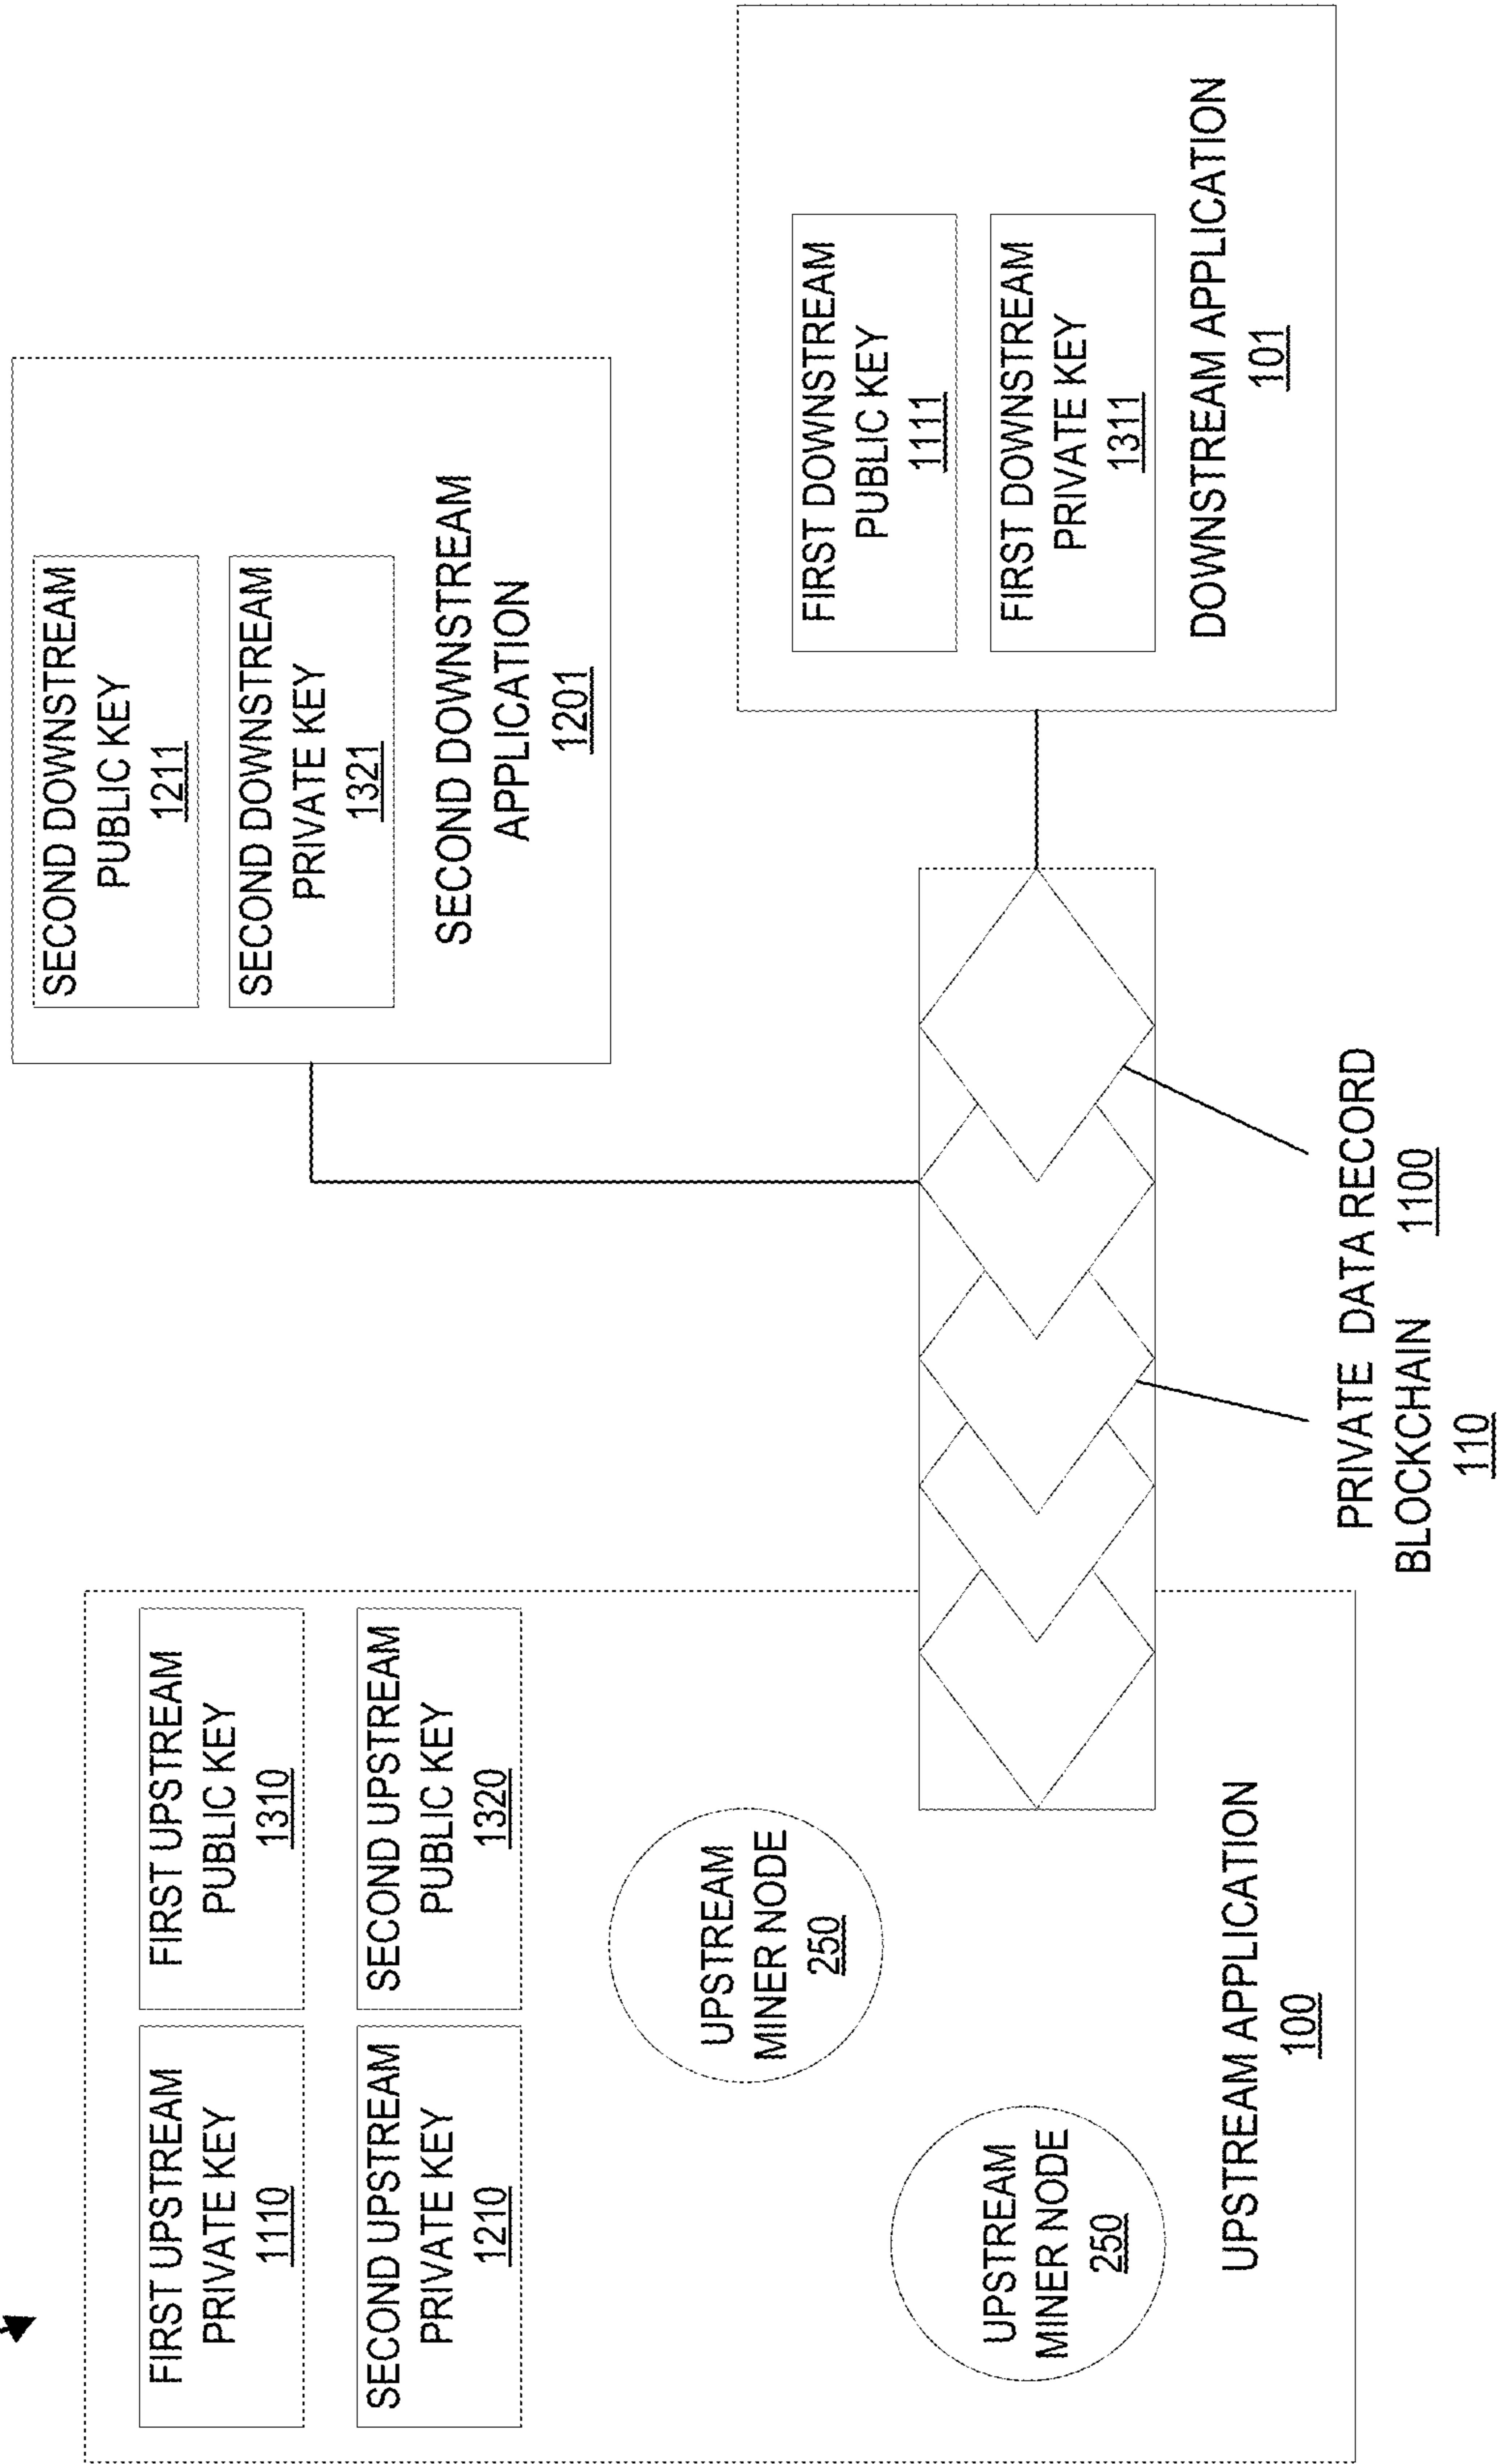 FIRST UPSTREAM
PRIVATE KEY
1110
FIRST UPSTREAM
PUBLIC KEY
1310
SECOND UPSTREAM
PRIVATE KEY
1210
SECOND UPSTREAM
PUBLIC KEY
1320
UPSTREAM
MINER NODE
250
UPSTREAM
MINER NODE
250
UPSTREAM APPLICATION
100
SECOND DOWNSTREAM
PUBLIC KEY
1211
SECOND DOWNSTREAM
PRIVATE KEY
1321
SECOND DOWNSTREAM
APPLICATION
1201
FIRST DOWNSTREAM
PUBLIC KEY
1111
FIRST DOWNSTREAM
PRIVATE KEY
1311
DOWNSTREAM APPLICATION
101
PRIVATE
BLOCKCHAIN
110
DATA RECORD
1100